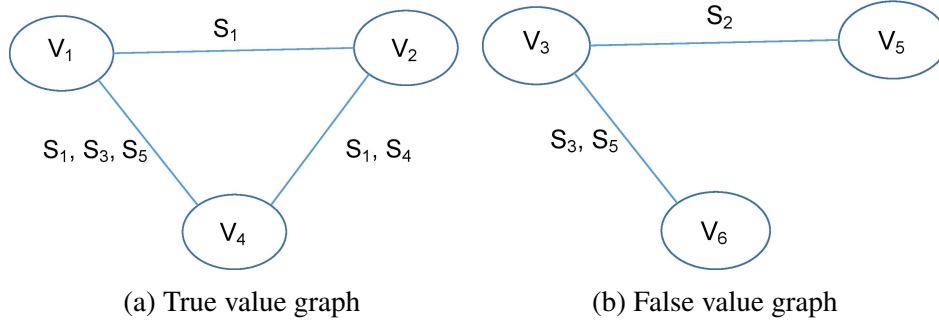 S₁
V₁
V₂
S₁, S₃, S₅
S₁, S₄
V₄
(a) True value graph
S₂
V₃
V₅
S₃, S₅
V₆
(b) False value graph